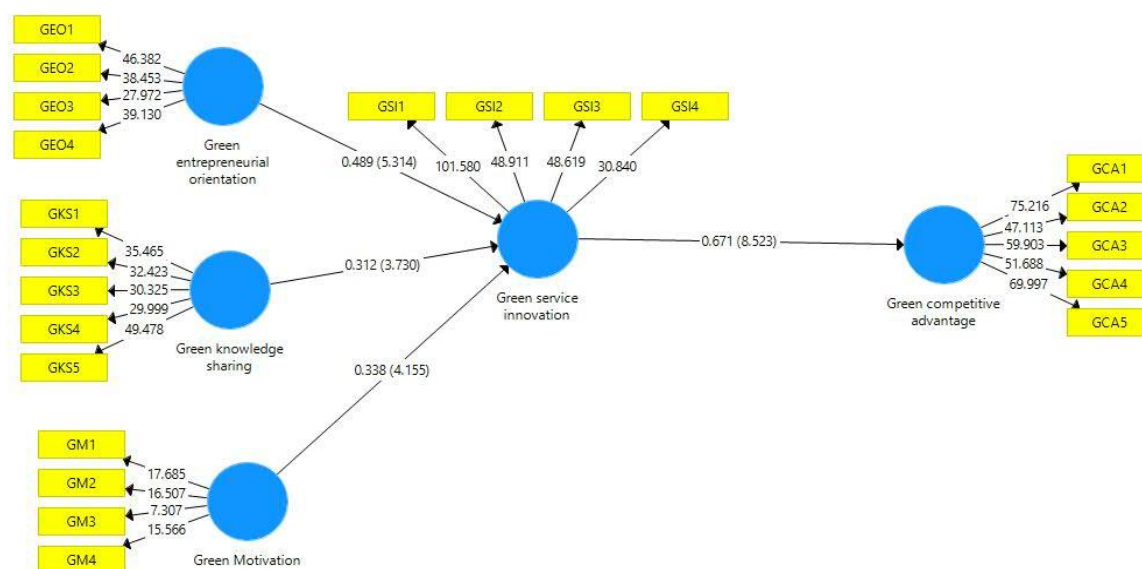 GEO1
GEO2
GEO3
GEO4
46.382
38.453
27.972
39.130
Green
entrepreneurial
orientation
0.489 (5.314)
GSI1
GSI2
GSI3
GSI4
101.580
48.911
48.619
30.840
GKS1
GKS2
GKS3
GKS4
GKS5
35.465
32.423
30.325
29.999
49.478
Green knowledge
sharing
0.312 (3.730)
Green service
innovation
0.671 (8.523)
GCA1
GCA2
GCA3
GCA4
GCA5
75.216
47.113
59.903
51.688
69.997
Green competitive
advantage
0.338 (4.155)
GM1
GM2
GM3
GM4
17.685
16.507
7.307
15.566
Green Motivation